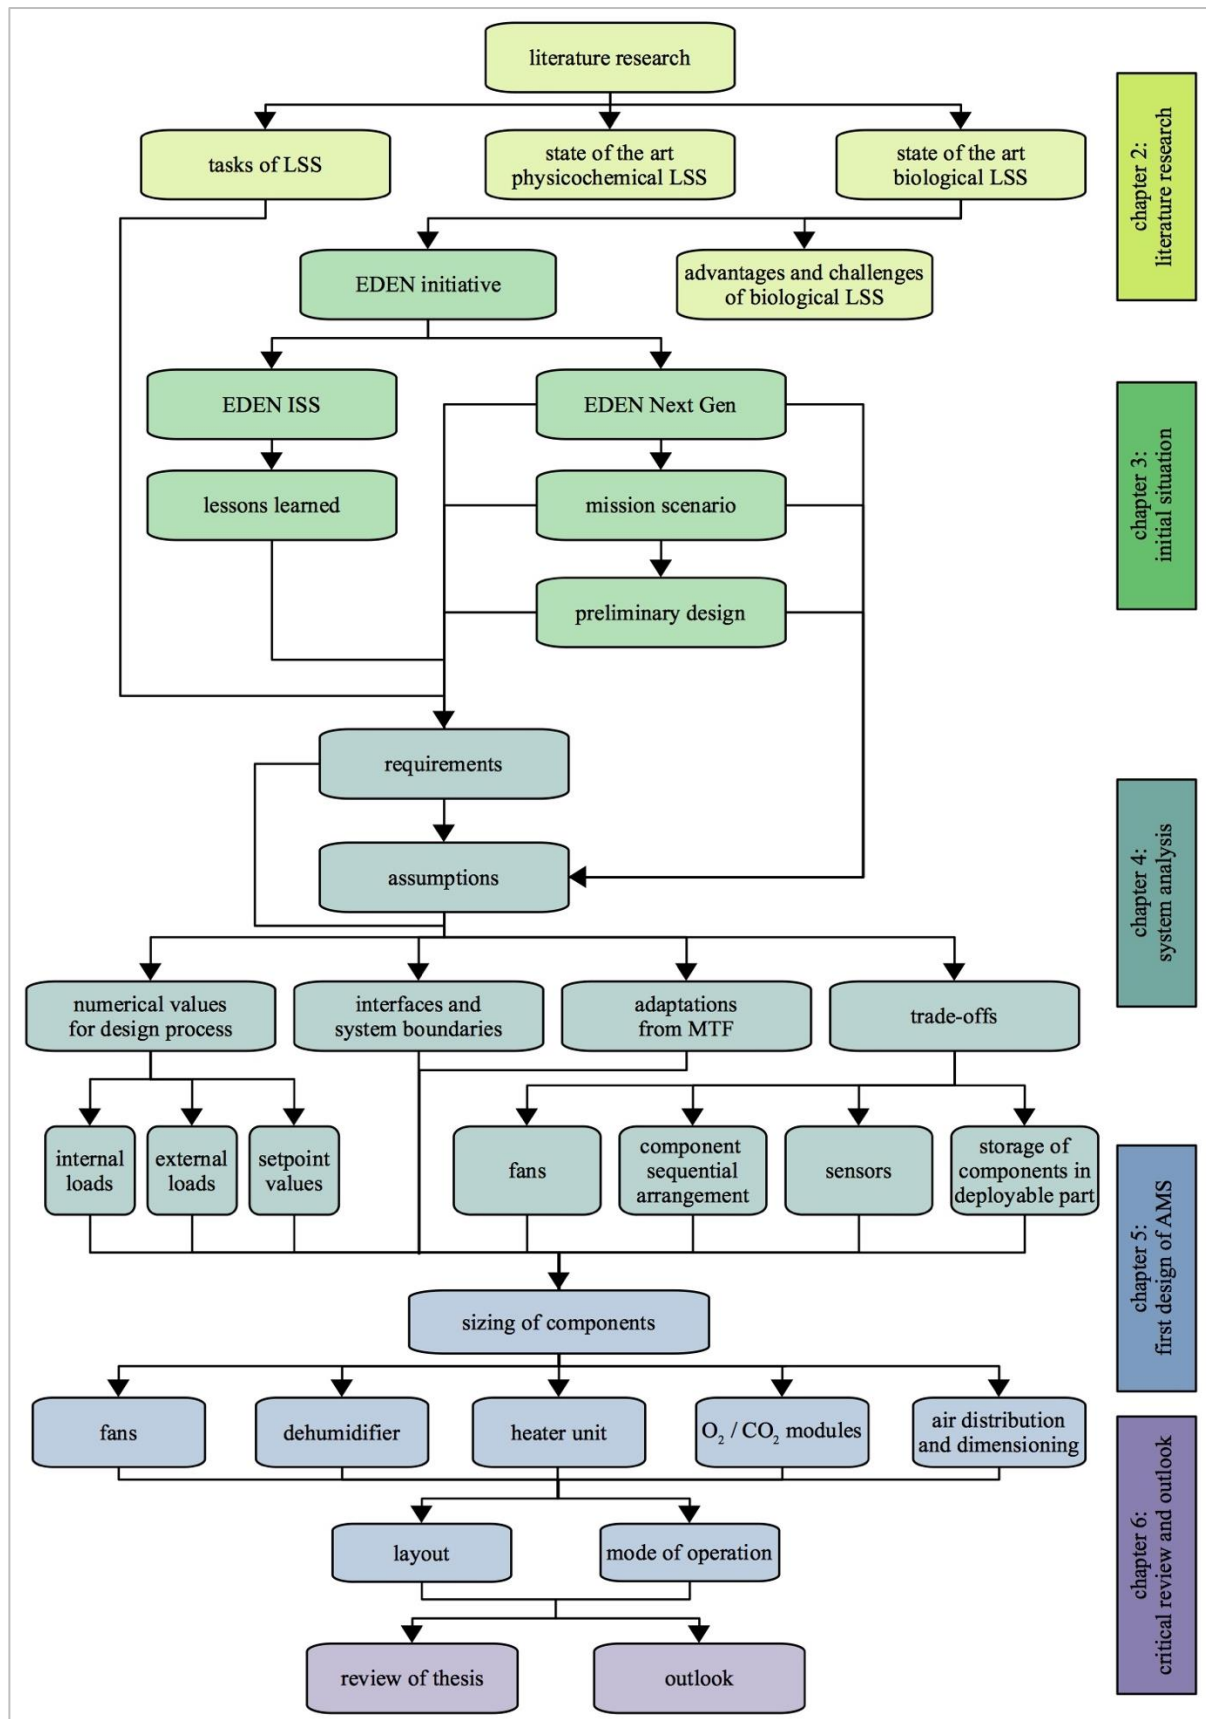 literature research
tasks of LSS
state of the art
physicochemical LSS
state of the art
biological LSS
chapter 2:
literature research
EDEN initiative
advantages and challenges
of biological LSS
EDEN ISS
EDEN Next Gen
lessons learned
mission scenario
preliminary design
chapter 3:
initial situation
requirements
assumptions
chapter 4:
system analysis
numerical values
for design process
interfaces and
system boundaries
adaptations
from MTF
trade-offs
internal
loads
external
loads
setpoint
values
fans
component
sequential
arrangement
sensors
storage of
components in
deployable part
chapter 5:
first design of AMS
sizing of components
fans
dehumidifier
heater unit
O₂ / CO₂ modules
air distribution
and dimensioning
layout
mode of operation
chapter 6:
critical review and outlook
review of thesis
outlook